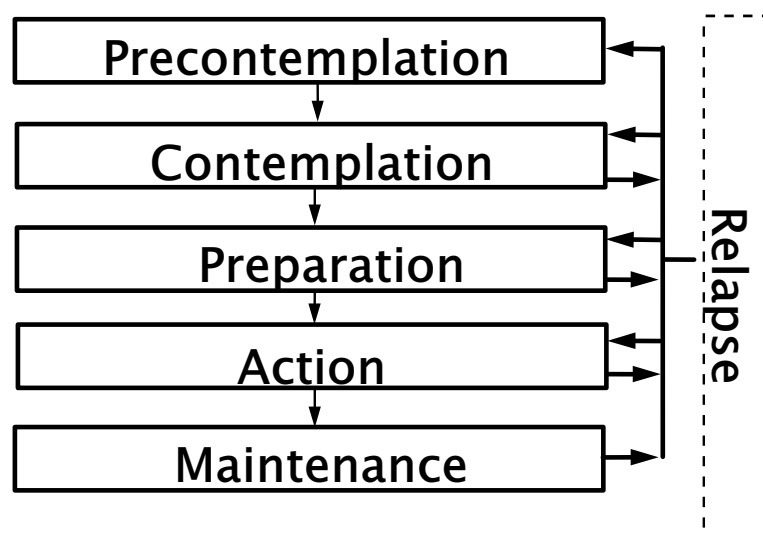 Precontemplation
Contemplation
Preparation
Action
Maintenance
Relapse